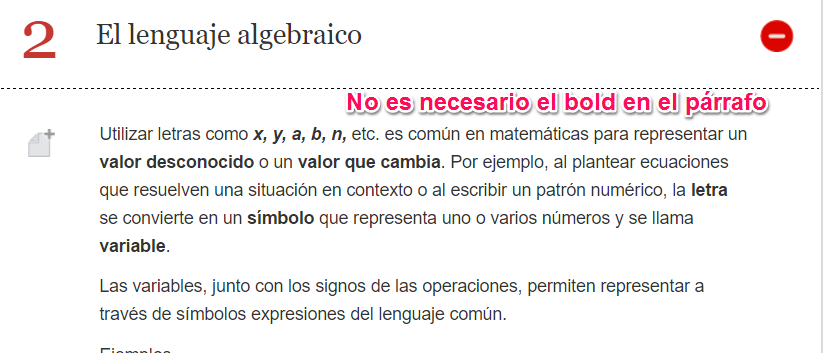 2 El lenguaje algebraico
No es necesario el bold en el párrafo
Utilizar letras como x, y, a, b, n, etc. es común en matemáticas para representar un
valor desconocido o un valor que cambia. Por ejemplo, al plantear ecuaciones
que resuelven una situación en contexto o al escribir un patrón numérico, la letra
se convierte en un símbolo que representa uno o varios números y se llama
variable.
Las variables, junto con los signos de las operaciones, permiten representar a
través de símbolos expresiones del lenguaje común.
Ejemplos